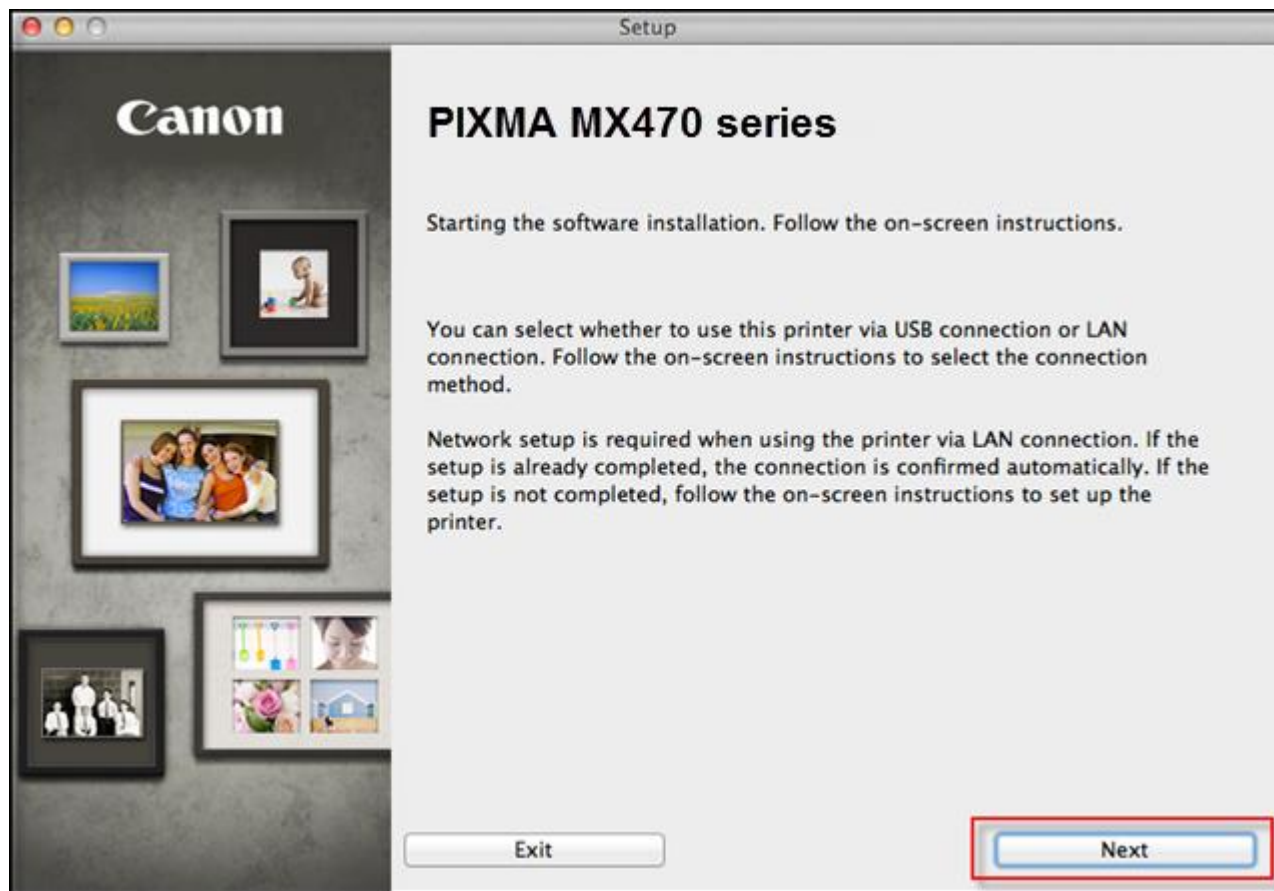 Setup
Canon
PIXMA MX470 series
Starting the software installation. Follow the on-screen instructions.
You can select whether to use this printer via USB connection or LAN
connection. Follow the on-screen instructions to select the connection
method.
Network setup is required when using the printer via LAN connection. If the
setup is already completed, the connection is confirmed automatically. If the
setup is not completed, follow the on-screen instructions to set up the
printer.
Exit
Next